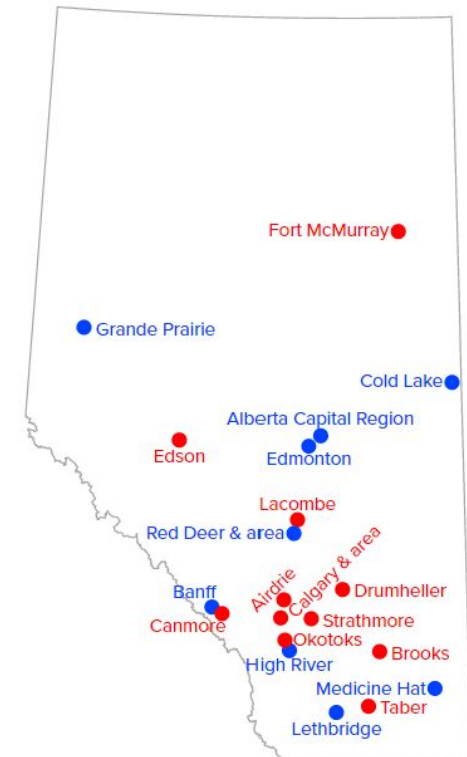 Fort McMurray
Grande Prairie
Cold Lake
Alberta Capital Region
Edson
Edmonton
Lacombe
Red Deer & area
Airdrie
Calgary & area
Banff
Drumheller
Canmore
Strathmore
Okotoks
High River
Brooks
Medicine Hat
Taber
Lethbridge